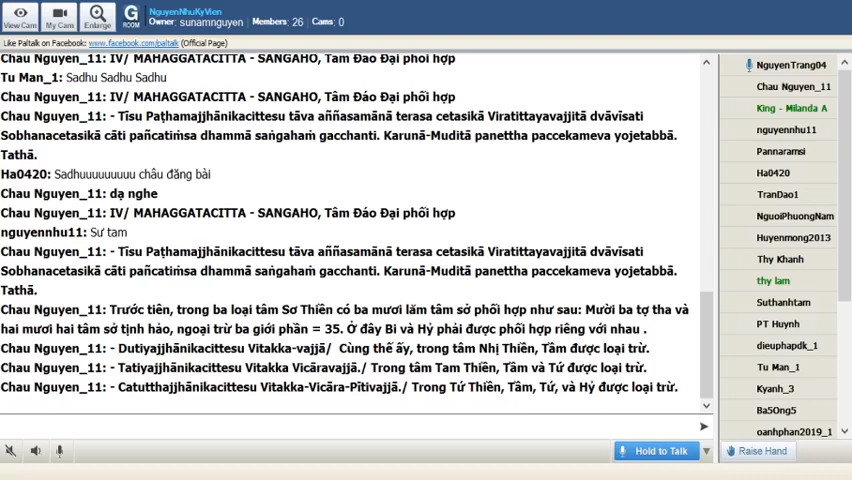 NguyenNhuKyVien
Owner: sunamnguyen Members: 26 Cams: 0
View Cam My Cam Enlarge G ROOM
Like Paltalk on Facebook: www.facebook.com/paltalk (Official Page)
Chau Nguyen_11: IV/ MAHAGGATACITTA - SANGAHO, Tâm Đáo Đại phối hợp
Tu Man_1: Sadhu Sadhu Sadhu
Chau Nguyen_11: IV/ MAHAGGATACITTA - SANGAHO, Tâm Đáo Đại phối hợp
Chau Nguyen_11: - Tīsu Paṭhamajjhānikacittesu tāva aññasamānā terasa cetasikā Viratittayavajjitā dvāvīsati
Sobhanacetasikā cāti pañcatiṁsa dhammā saṅgahaṁ gacchanti. Karunā-Muditā panettha paccekameva yojetabbā.
Tathā.
Ha0420: Sadhuuuuuuuuu châu đăng bài
Chau Nguyen_11: dạ nghe
Chau Nguyen_11: IV/ MAHAGGATACITTA - SANGAHO, Tâm Đáo Đại phối hợp
nguyennhu11: Sư tam
Chau Nguyen_11: - Tīsu Paṭhamajjhānikacittesu tāva aññasamānā terasa cetasikā Viratittayavajjitā dvāvīsati
Sobhanacetasikā cāti pañcatiṁsa dhammā saṅgahaṁ gacchanti. Karunā-Muditā panettha paccekameva yojetabbā.
Tathā.
Chau Nguyen_11: Trước tiên, trong ba loại tâm Sơ Thiền có ba mươi lăm tâm sở phối hợp như sau: Mười ba tợ tha và
hai mươi hai tâm sở tịnh hảo, ngoại trừ ba giới phần = 35. Ở đây Bi và Hỷ phải được phối hợp riêng với nhau .
Chau Nguyen_11: - Dutiyajjhānikacittesu Vitakka-vajjā/ Cùng thế ấy, trong tâm Nhị Thiền, Tầm được loại trừ.
Chau Nguyen_11: - Tatiyajjhānikacittesu Vitakka Vicāravajjā./ Trong tâm Tam Thiền, Tầm và Tứ được loại trừ.
Chau Nguyen_11: - Catutthajjhānikacittesu Vitakka-Vicāra-Pītivajjā./ Trong Tứ Thiền, Tầm, Tứ, và Hỷ được loại trừ.
Hold to Talk
NguyenTrang04
Chau Nguyen_11
King - Milanda A
nguyennhu11
Pannaramsi
Ha0420
TranDao1
NguoiPhuongNam
Huyenmong2013
Thy Khanh
thy lam
Suthanhtam
PT Huynh
dieuphapdk_1
Tu Man_1
Kyanh_3
Ba5Ong5
oanhphan2019_1
Raise Hand